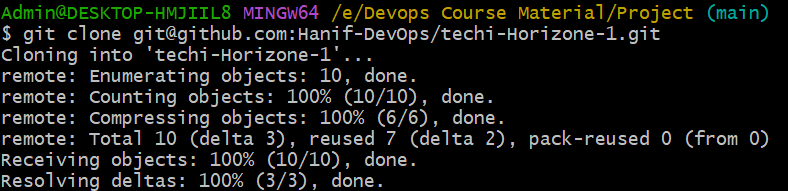 Admin@DESKTOP-HMJIIL8 MINGW64 /e/Devops Course Material/Project (main)
$ git clone git@github.com:Hanif-DevOps/techi-Horizone-1.git
Cloning into 'techi-Horizone-1'...
remote: Enumerating objects: 10, done.
remote: Counting objects: 100% (10/10), done.
remote: Compressing objects: 100% (6/6), done.
remote: Total 10 (delta 3), reused 7 (delta 2), pack-reused 0 (from 0)
Receiving objects: 100% (10/10), done.
Resolving deltas: 100% (3/3), done.